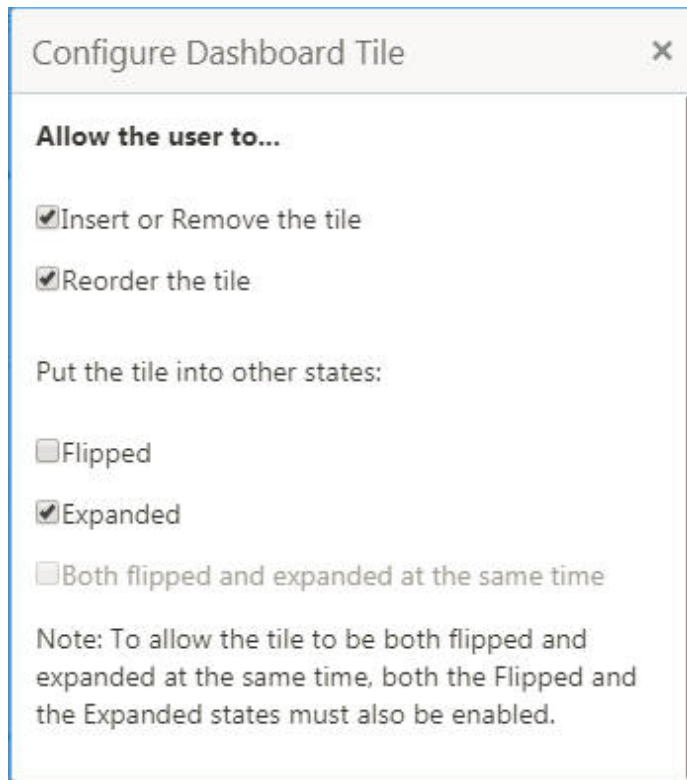 Configure Dashboard Tile
Allow the user to...
Insert or Remove the tile
Reorder the tile
Put the tile into other states:
Flipped
Expanded
Both flipped and expanded at the same time
Note: To allow the tile to be both flipped and
expanded at the same time, both the Flipped and
the Expanded states must also be enabled.